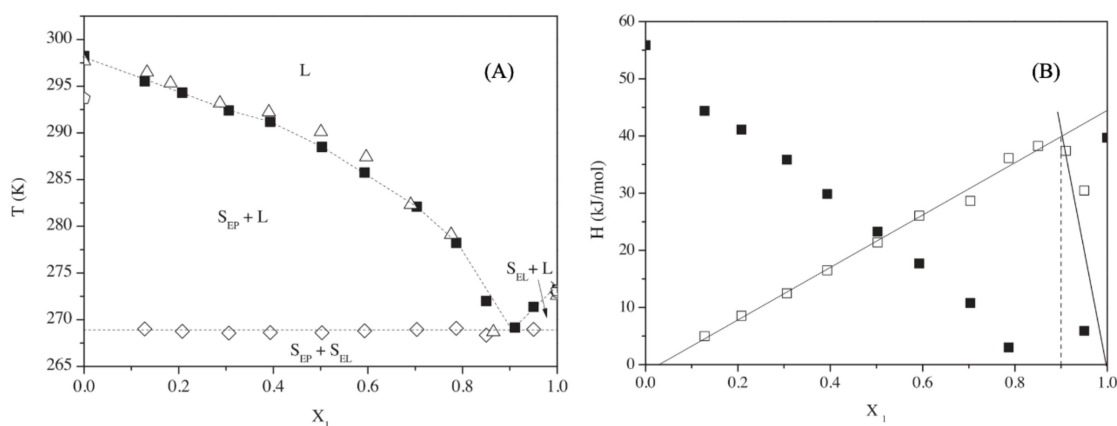 (A)
T (K)
300
295
290
285
280
275
270
265
L
S_EP + L
S_EL + L
S_EP + S_EL
0.0 0.2 0.4 0.6 0.8 1.0
X_1
(B)
H (kJ/mol)
60
50
40
30
20
10
0
0.0 0.2 0.4 0.6 0.8 1.0
X_1